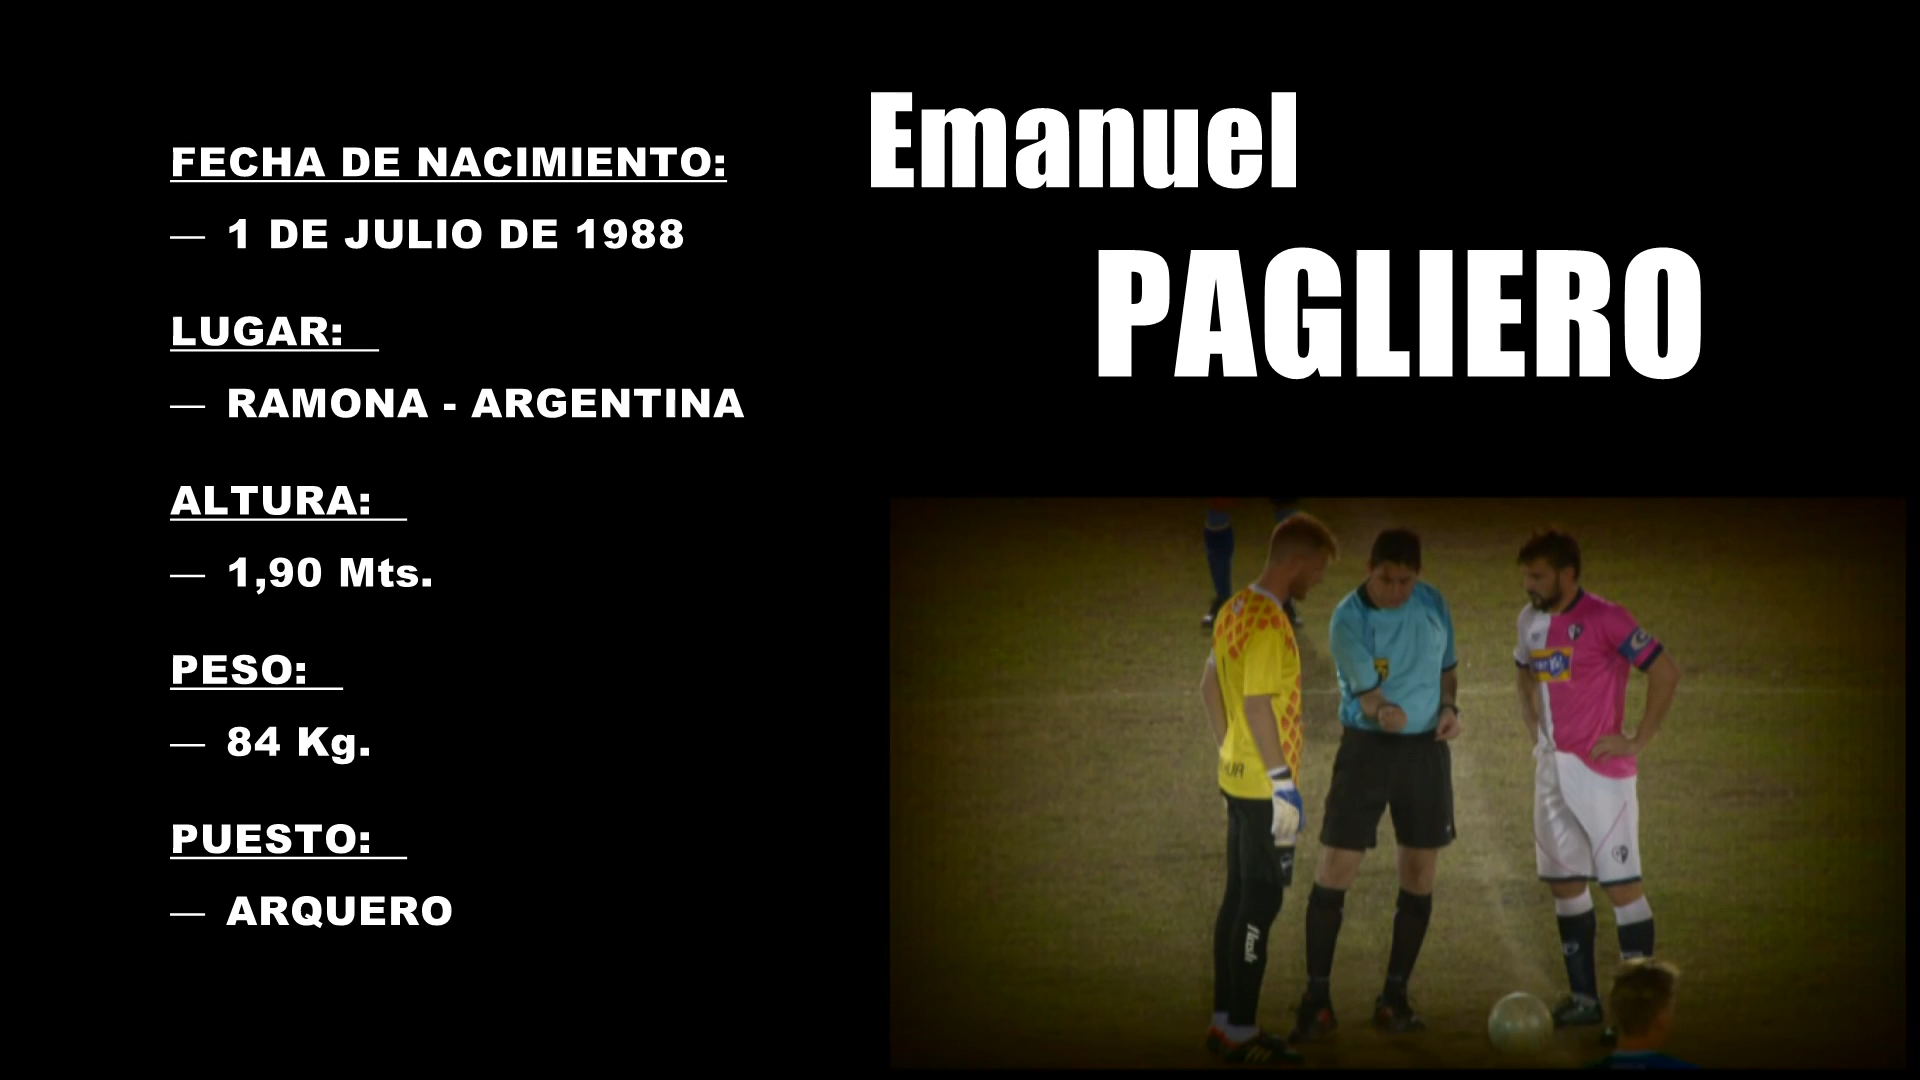 Emanuel
PAGLIERO
FECHA DE NACIMIENTO:
— 1 DE JULIO DE 1988
LUGAR:
— RAMONA - ARGENTINA
ALTURA:
— 1,90 Mts.
PESO:
— 84 Kg.
PUESTO:
— ARQUERO